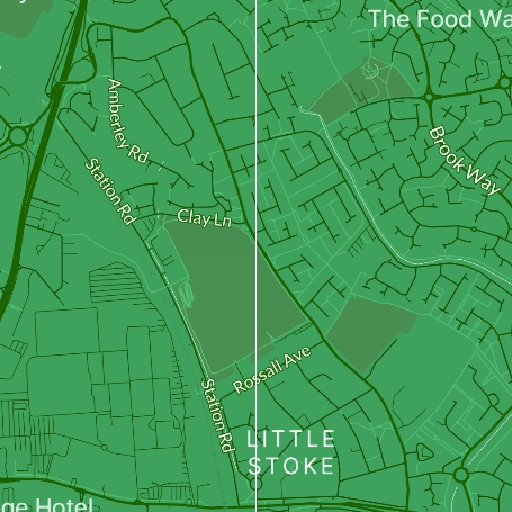 The Food Wa
Amberley Rd
Brook Way
Station Rd
Clay Ln
Rossall Ave
Station Rd
LITTLE
STOKE
ge Hotel